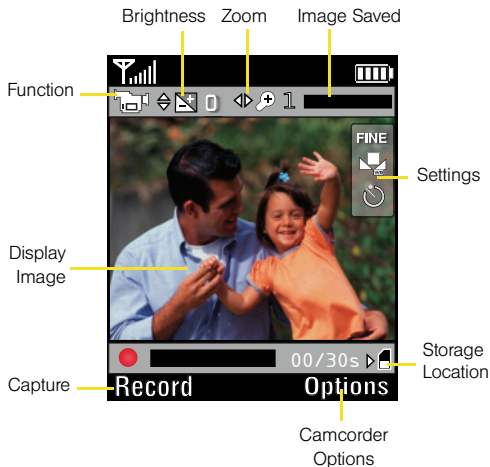 Brightness Zoom Image Saved
Function
0 1
FINE
Settings
Display
Image
00/30s
Storage
Location
Capture
Record Options
Camcorder
Options